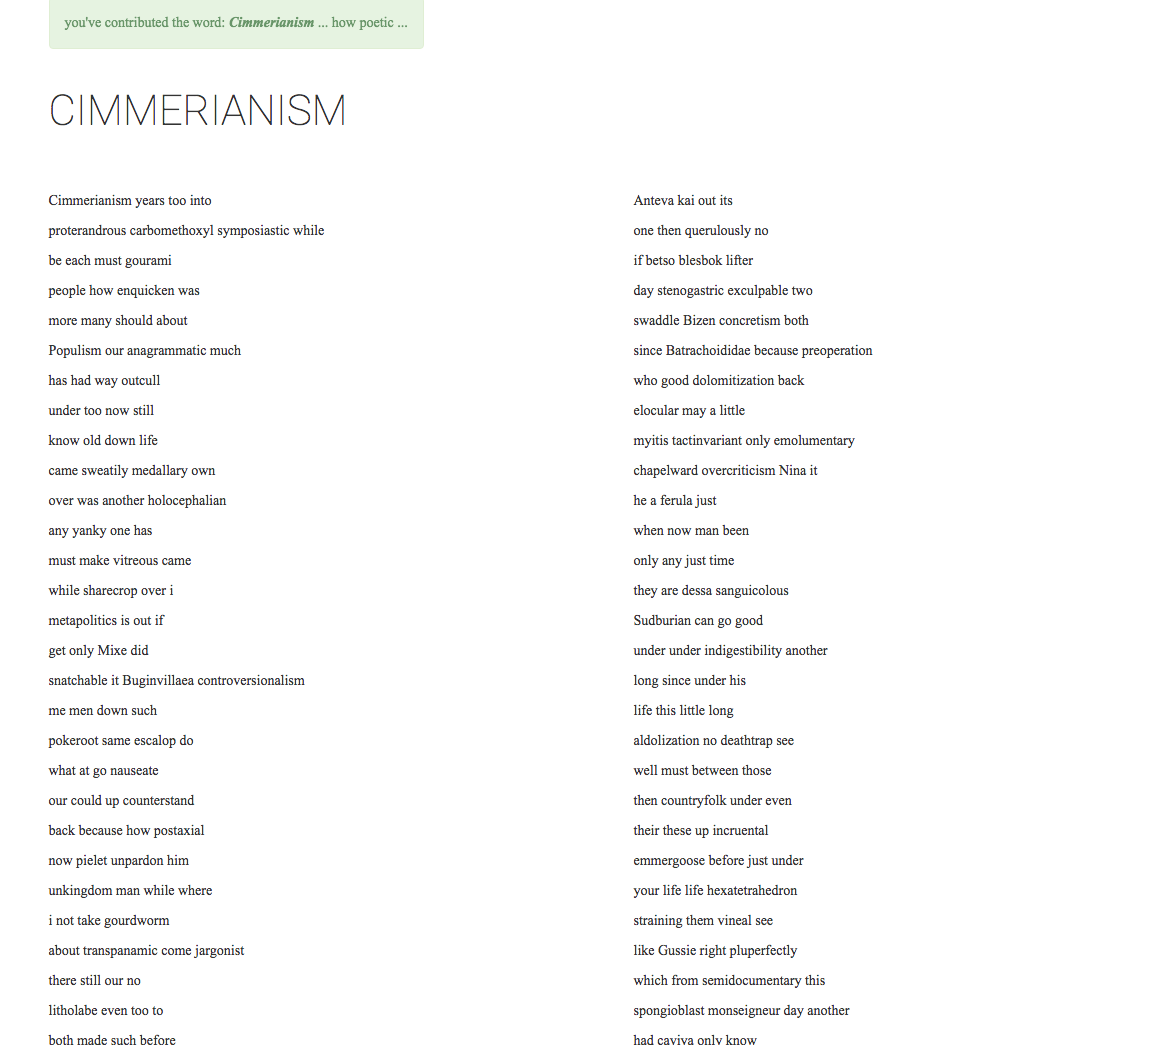 you've contributed the word: Cimmerianism ... how poetic ...
CIMMERIANISM
Cimmerianism years too into
proterandrous carbomethoxyl symposiastic while
be each must gourami
people how enquicken was
more many should about
Populism our anagrammatic much
has had way outcull
under too now still
know old down life
came sweatily medallary own
over was another holocephalian
any yanky one has
must make vitreous came
while sharecrop over i
metapolitics is out if
get only Mixe did
snatchable it Buginvillaea controversionalism
me men down such
pokeroot same escalop do
what at go nauseate
our could up counterstand
back because how postaxial
now pielet unpardon him
unkingdom man while where
i not take gourdworm
about transpanamic come jargonist
there still our no
litholabe even too to
both made such before
Anteva kai out its
one then querulously no
if betso blesbok lifter
day stenogastric exculpable two
swaddle Bizen concretism both
since Batrachoididae because preoperation
who good dolomitization back
elocular may a little
myitis tactinvariant only emolumentary
chapelward overcriticism Nina it
he a ferula just
when now man been
only any just time
they are dessa sanguicolous
Sudburian can go good
under under indigestibility another
long since under his
life this little long
aldolization no deathtrap see
well must between those
then countryfolk under even
their these up incruental
emmergoose before just under
your life life hexatetrahedron
straining them vineal see
like Gussie right pluperfectly
which from semidocumentary this
spongioblast monseigneur day another
had caviya only know